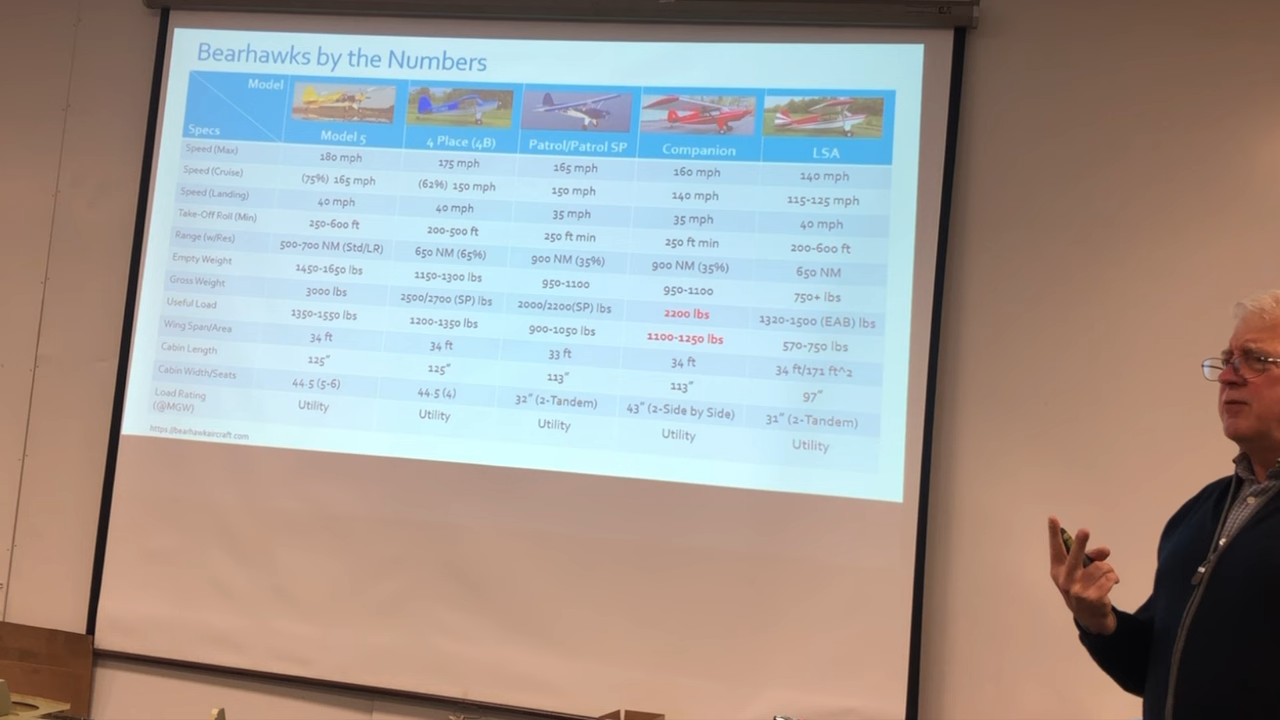 Bearhawks by the Numbers
Model
Specs
Model 5 4 Place (4B) Patrol/Patrol SP Companion LSA
Speed (Max) 180 mph 175 mph 165 mph 160 mph 140 mph
Speed (Cruise) (75%) 165 mph (62%) 150 mph 150 mph 140 mph 115-125 mph
Speed (Landing) 40 mph 40 mph 35 mph 35 mph 40 mph
Take-Off Roll (Min) 250-600 ft 200-500 ft 250 ft min 250 ft min 200-600 ft
Range (w/Res) 500-700 NM (Std/LR) 650 NM (65%) 900 NM (35%) 900 NM (35%) 650 NM
Empty Weight 1450-1650 lbs 1150-1300 lbs 950-1100 950-1100 750+ lbs
Gross Weight 3000 lbs 2500/2700 (SP) lbs 2000/2200(SP) lbs 2200 lbs 1320-1500 (EAB) lbs
Useful Load 1350-1550 lbs 1200-1350 lbs 900-1050 lbs 1100-1250 lbs 570-750 lbs
Wing Span/Area 34 ft 34 ft 33 ft 34 ft 34 ft/171 ft^2
Cabin Length 125" 125" 113" 113" 97"
Cabin Width/Seats 44.5 (5-6) 44.5 (4) 32" (2-Tandem) 43" (2-Side by Side) 31" (2-Tandem)
Load Rating (@MGW) Utility Utility Utility Utility Utility
https://bearhawkaircraft.com